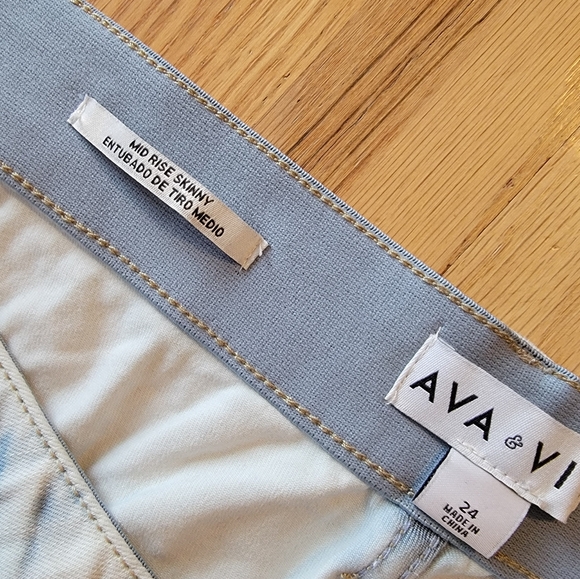 MID RISE SKINNY
ENTUBADO DE TIRO MEDIO
AVA & VI
24
MADE IN
CHINA